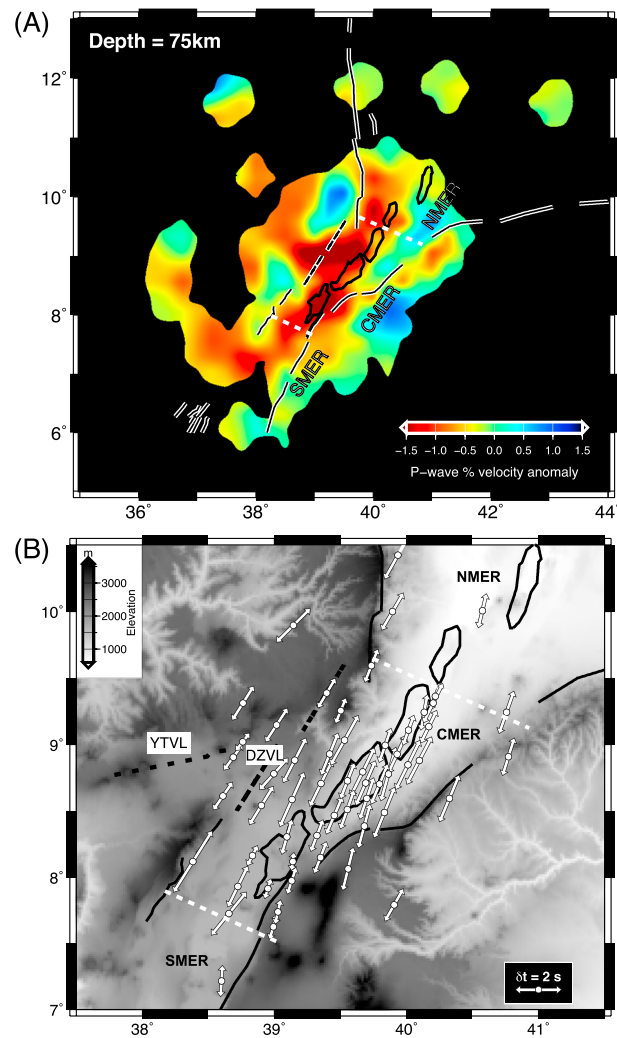 (A)
Depth = 75km
12°
10°
8°
6°
NMER
CMER
SMER
−1.5 −1.0 −0.5 0.0 0.5 1.0 1.5
P-wave % velocity anomaly
36° 38° 40° 42° 44°
(B)
m
3000
2000
1000
Elevation
10°
9°
8°
7°
NMER
CMER
YTVL
DZVL
SMER
δt = 2 s
38° 39° 40° 41°